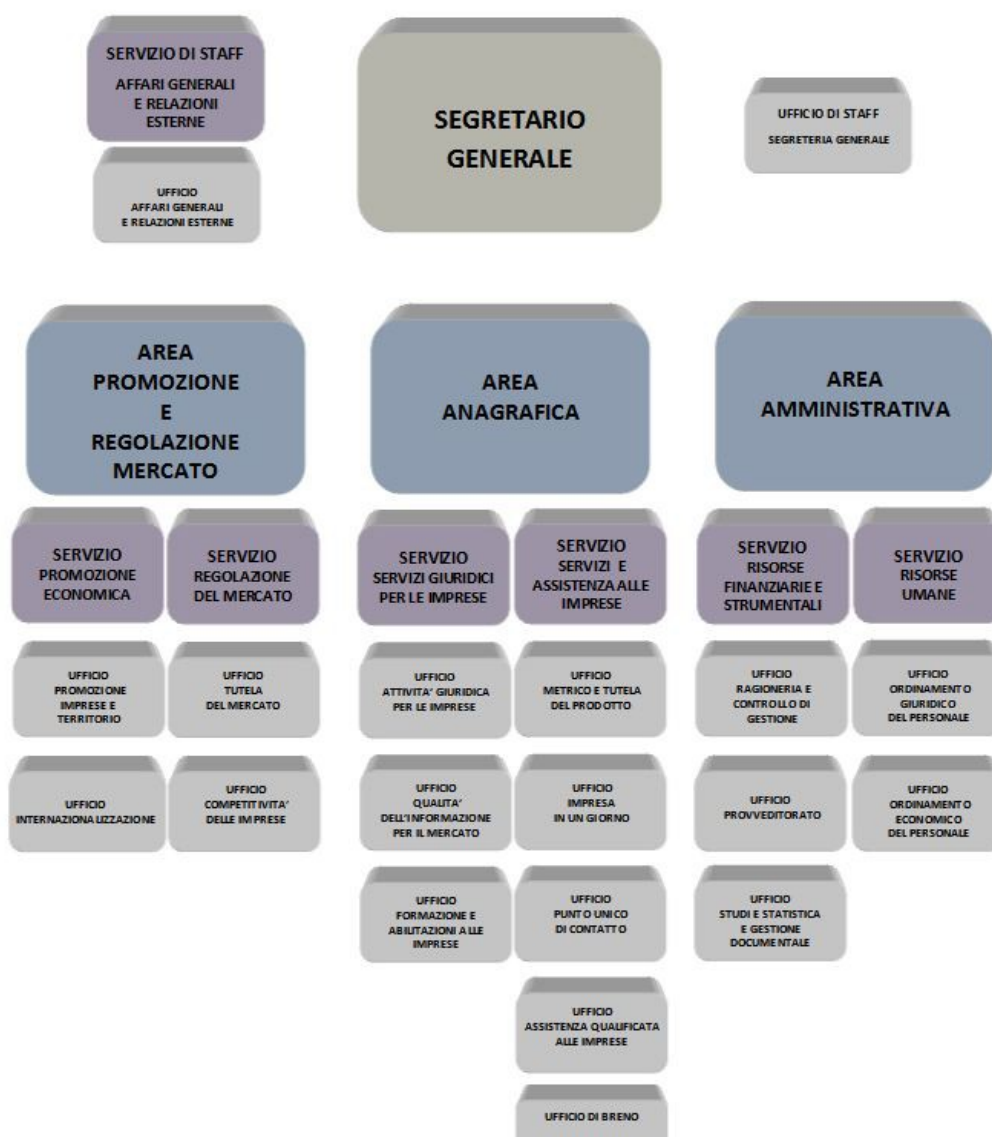 SERVIZIO DI STAFF
AFFARI GENERALI
E RELAZIONI
ESTERNE
UFFICIO
AFFARI GENERALI
E RELAZIONI ESTERNE
SEGRETARIO
GENERALE
UFFICIO DI STAFF
SEGRETERIA GENERALE
AREA
PROMOZIONE
E
REGOLAZIONE
MERCATO
AREA
ANAGRAFICA
AREA
AMMINISTRATIVA
SERVIZIO
PROMOZIONE
ECONOMICA
SERVIZIO
REGOLAZIONE
DEL MERCATO
SERVIZIO
SERVIZI GIURIDICI
PER LE IMPRESE
SERVIZIO
SERVIZI E
ASSISTENZA ALLE
IMPRESE
SERVIZIO
RISORSE
FINANZIARIE E
STRUMENTALI
SERVIZIO
RISORSE
UMANE
UFFICIO
PROMOZIONE
IMPRESE E
TERRITORIO
UFFICIO
TUTELA
DEL MERCATO
UFFICIO
ATTIVITA' GIURIDICA
PER LE IMPRESE
UFFICIO
METRICO E TUTELA
DEL PRODOTTO
UFFICIO
RAGIONERIA E
CONTROLLO DI
GESTIONE
UFFICIO
ORDINAMENTO
GIURIDICO
DEL PERSONALE
UFFICIO
INTERNAZIONALIZZAZIONE
UFFICIO
COMPETITIVITA'
DELLE IMPRESE
UFFICIO
QUALITA'
DELL'INFORMAZIONE
PER IL MERCATO
UFFICIO
IMPRESA
IN UN GIORNO
UFFICIO
PROVVEDITORATO
UFFICIO
ORDINAMENTO
ECONOMICO
DEL PERSONALE
UFFICIO
FORMAZIONE E
ABILITAZIONI ALLE
IMPRESE
UFFICIO
PUNTO UNICO
DI CONTATTO
UFFICIO
STUDI E STATISTICA
E GESTIONE
DOCUMENTALE
UFFICIO
ASSISTENZA QUALIFICATA
ALLE IMPRESE
UFFICIO DI BRENO